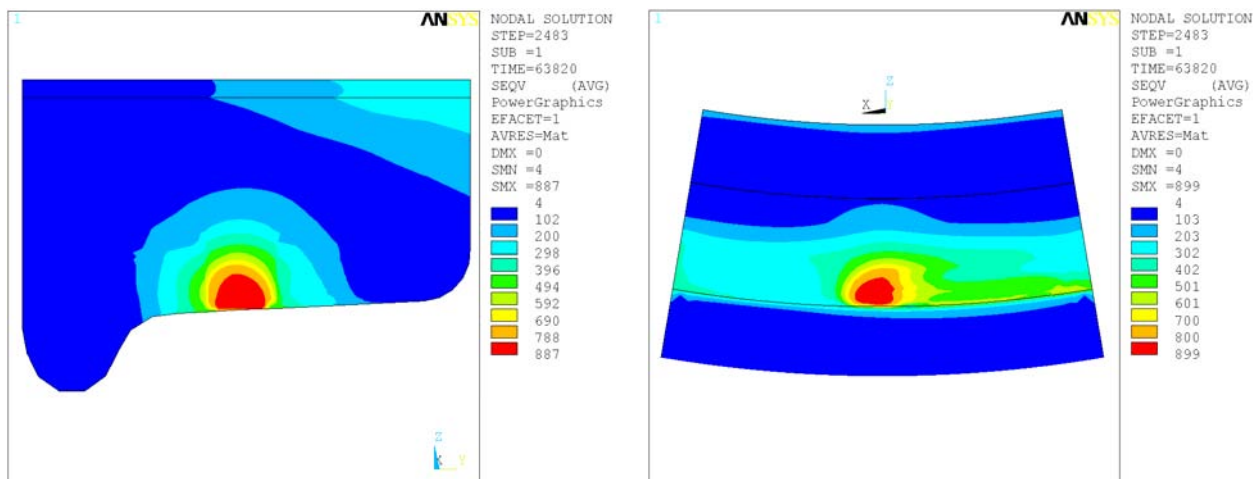 1
ANSYS
NODAL SOLUTION
STEP=2483
SUB =1
TIME=63820
SEQV (AVG)
PowerGraphics
EFACET=1
AVRES=Mat
DMX =0
SMN =4
SMX =887
4
102
200
298
396
494
592
690
788
887
Z
X Y
1
ANSYS
NODAL SOLUTION
STEP=2483
SUB =1
TIME=63820
SEQV (AVG)
PowerGraphics
EFACET=1
AVRES=Mat
DMX =0
SMN =4
SMX =899
4
103
203
302
402
501
601
700
800
899
Z
X Y